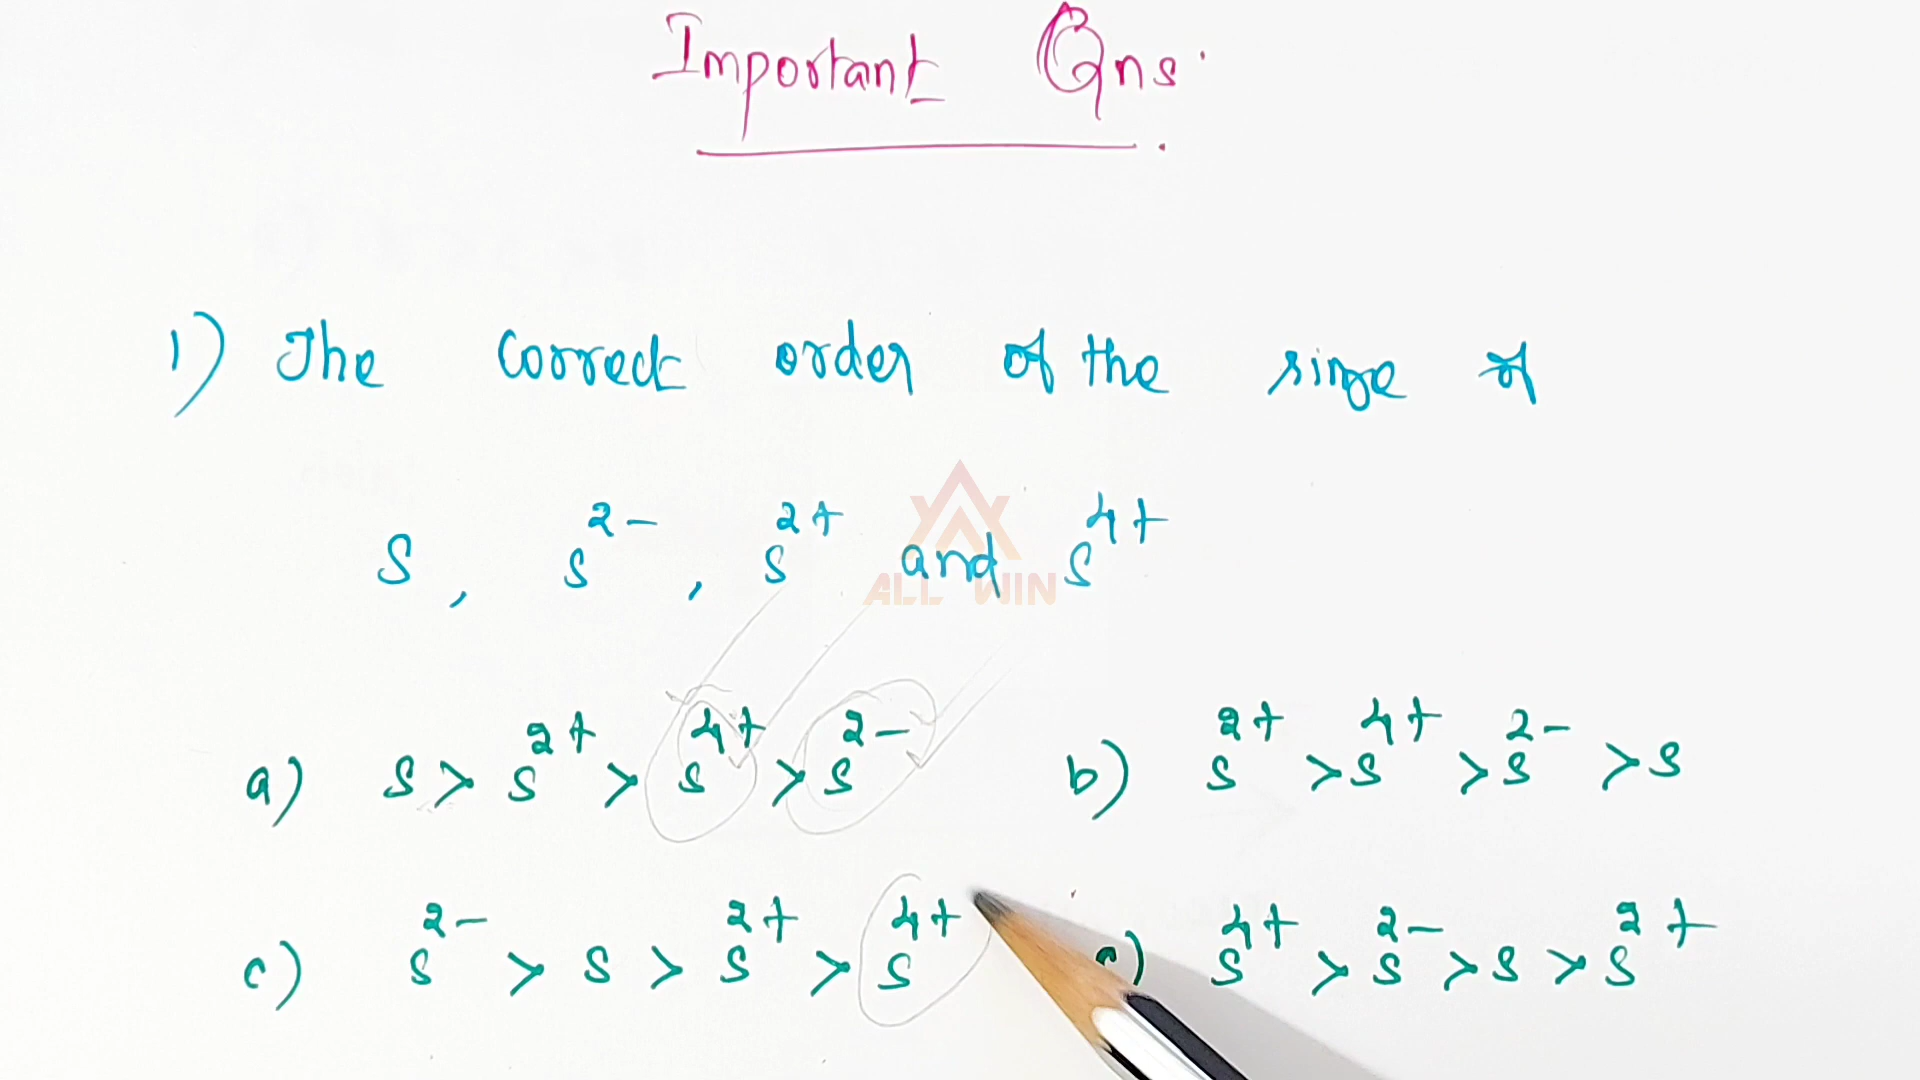 Important Qns.
1) The correct order of the size of
S, S²⁻, S²⁺ and S⁴⁺
ALL WIN
a) S > S²⁺ > S⁴⁺ > S²⁻ b) S²⁺ > S⁴⁺ > S²⁻ > S
c) S²⁻ > S > S²⁺ > S⁴⁺ S⁴⁺ > S²⁻ > S > S²⁺